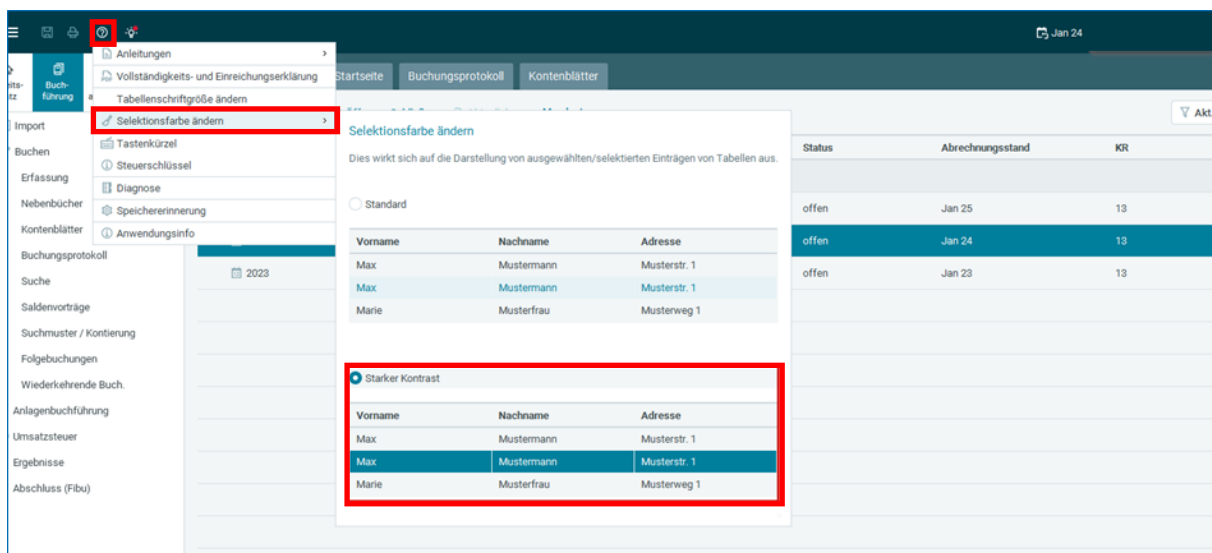 Jan 24
Anleitungen
Vollständigkeits- und Einreichungserklärung
Tabellenschriftgröße ändern
Selektionsfarbe ändern
Tastenkürzel
Steuerschlüssel
Diagnose
Speichererinnerung
Anwendungsinfo
Buch-
führung
Startseite Buchungsprotokoll Kontenblätter
Import
Buchen
Erfassung
Nebenbücher
Kontenblätter
Buchungsprotokoll
Suche
Saldenvorträge
Suchmuster / Kontierung
Folgebuchungen
Wiederkehrende Buch.
Anlagenbuchführung
Umsatzsteuer
Ergebnisse
Abschluss (Fibu)
Selektionsfarbe ändern
Dies wirkt sich auf die Darstellung von ausgewählten/selektierten Einträgen von Tabellen aus.
Standard
Vorname Nachname Adresse
Max Mustermann Musterstr. 1
Max Mustermann Musterstr. 1
Marie Musterfrau Musterweg 1
Starker Kontrast
Vorname Nachname Adresse
Max Mustermann Musterstr. 1
Max Mustermann Musterstr. 1
Marie Musterfrau Musterweg 1
Akt
Status Abrechnungsstand KR
offen Jan 25 13
offen Jan 24 13
2023 offen Jan 23 13